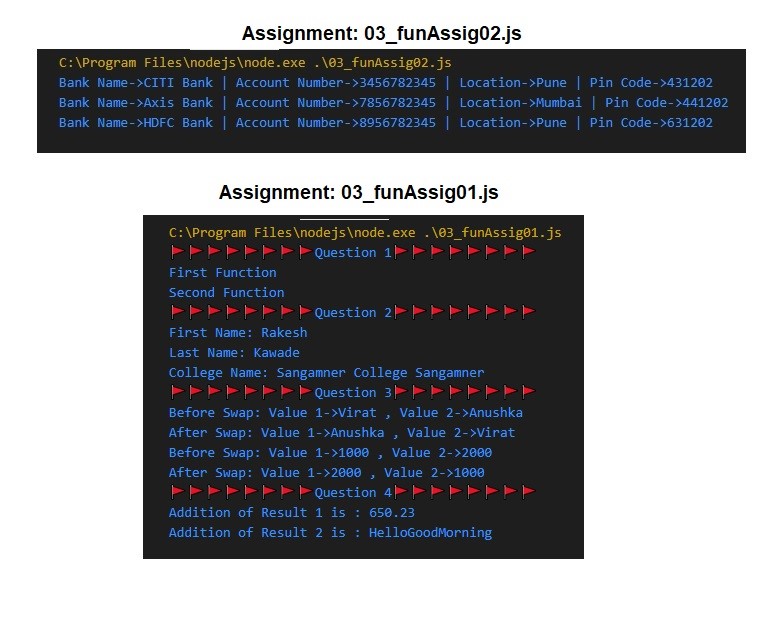 Assignment: 03_funAssig02.js
C:\Program Files\nodejs\node.exe .\03_funAssig02.js
Bank Name->CITI Bank | Account Number->3456782345 | Location->Pune | Pin Code->431202
Bank Name->Axis Bank | Account Number->7856782345 | Location->Mumbai | Pin Code->441202
Bank Name->HDFC Bank | Account Number->8956782345 | Location->Pune | Pin Code->631202
Assignment: 03_funAssig01.js
C:\Program Files\nodejs\node.exe .\03_funAssig01.js
🚩🚩🚩🚩🚩🚩🚩🚩Question 1🚩🚩🚩🚩🚩🚩🚩🚩
First Function
Second Function
🚩🚩🚩🚩🚩🚩🚩🚩Question 2🚩🚩🚩🚩🚩🚩🚩🚩
First Name: Rakesh
Last Name: Kawade
College Name: Sangamner College Sangamner
🚩🚩🚩🚩🚩🚩🚩🚩Question 3🚩🚩🚩🚩🚩🚩🚩🚩
Before Swap: Value 1->Virat , Value 2->Anushka
After Swap: Value 1->Anushka , Value 2->Virat
Before Swap: Value 1->1000 , Value 2->2000
After Swap: Value 1->2000 , Value 2->1000
🚩🚩🚩🚩🚩🚩🚩🚩Question 4🚩🚩🚩🚩🚩🚩🚩🚩
Addition of Result 1 is : 650.23
Addition of Result 2 is : HelloGoodMorning